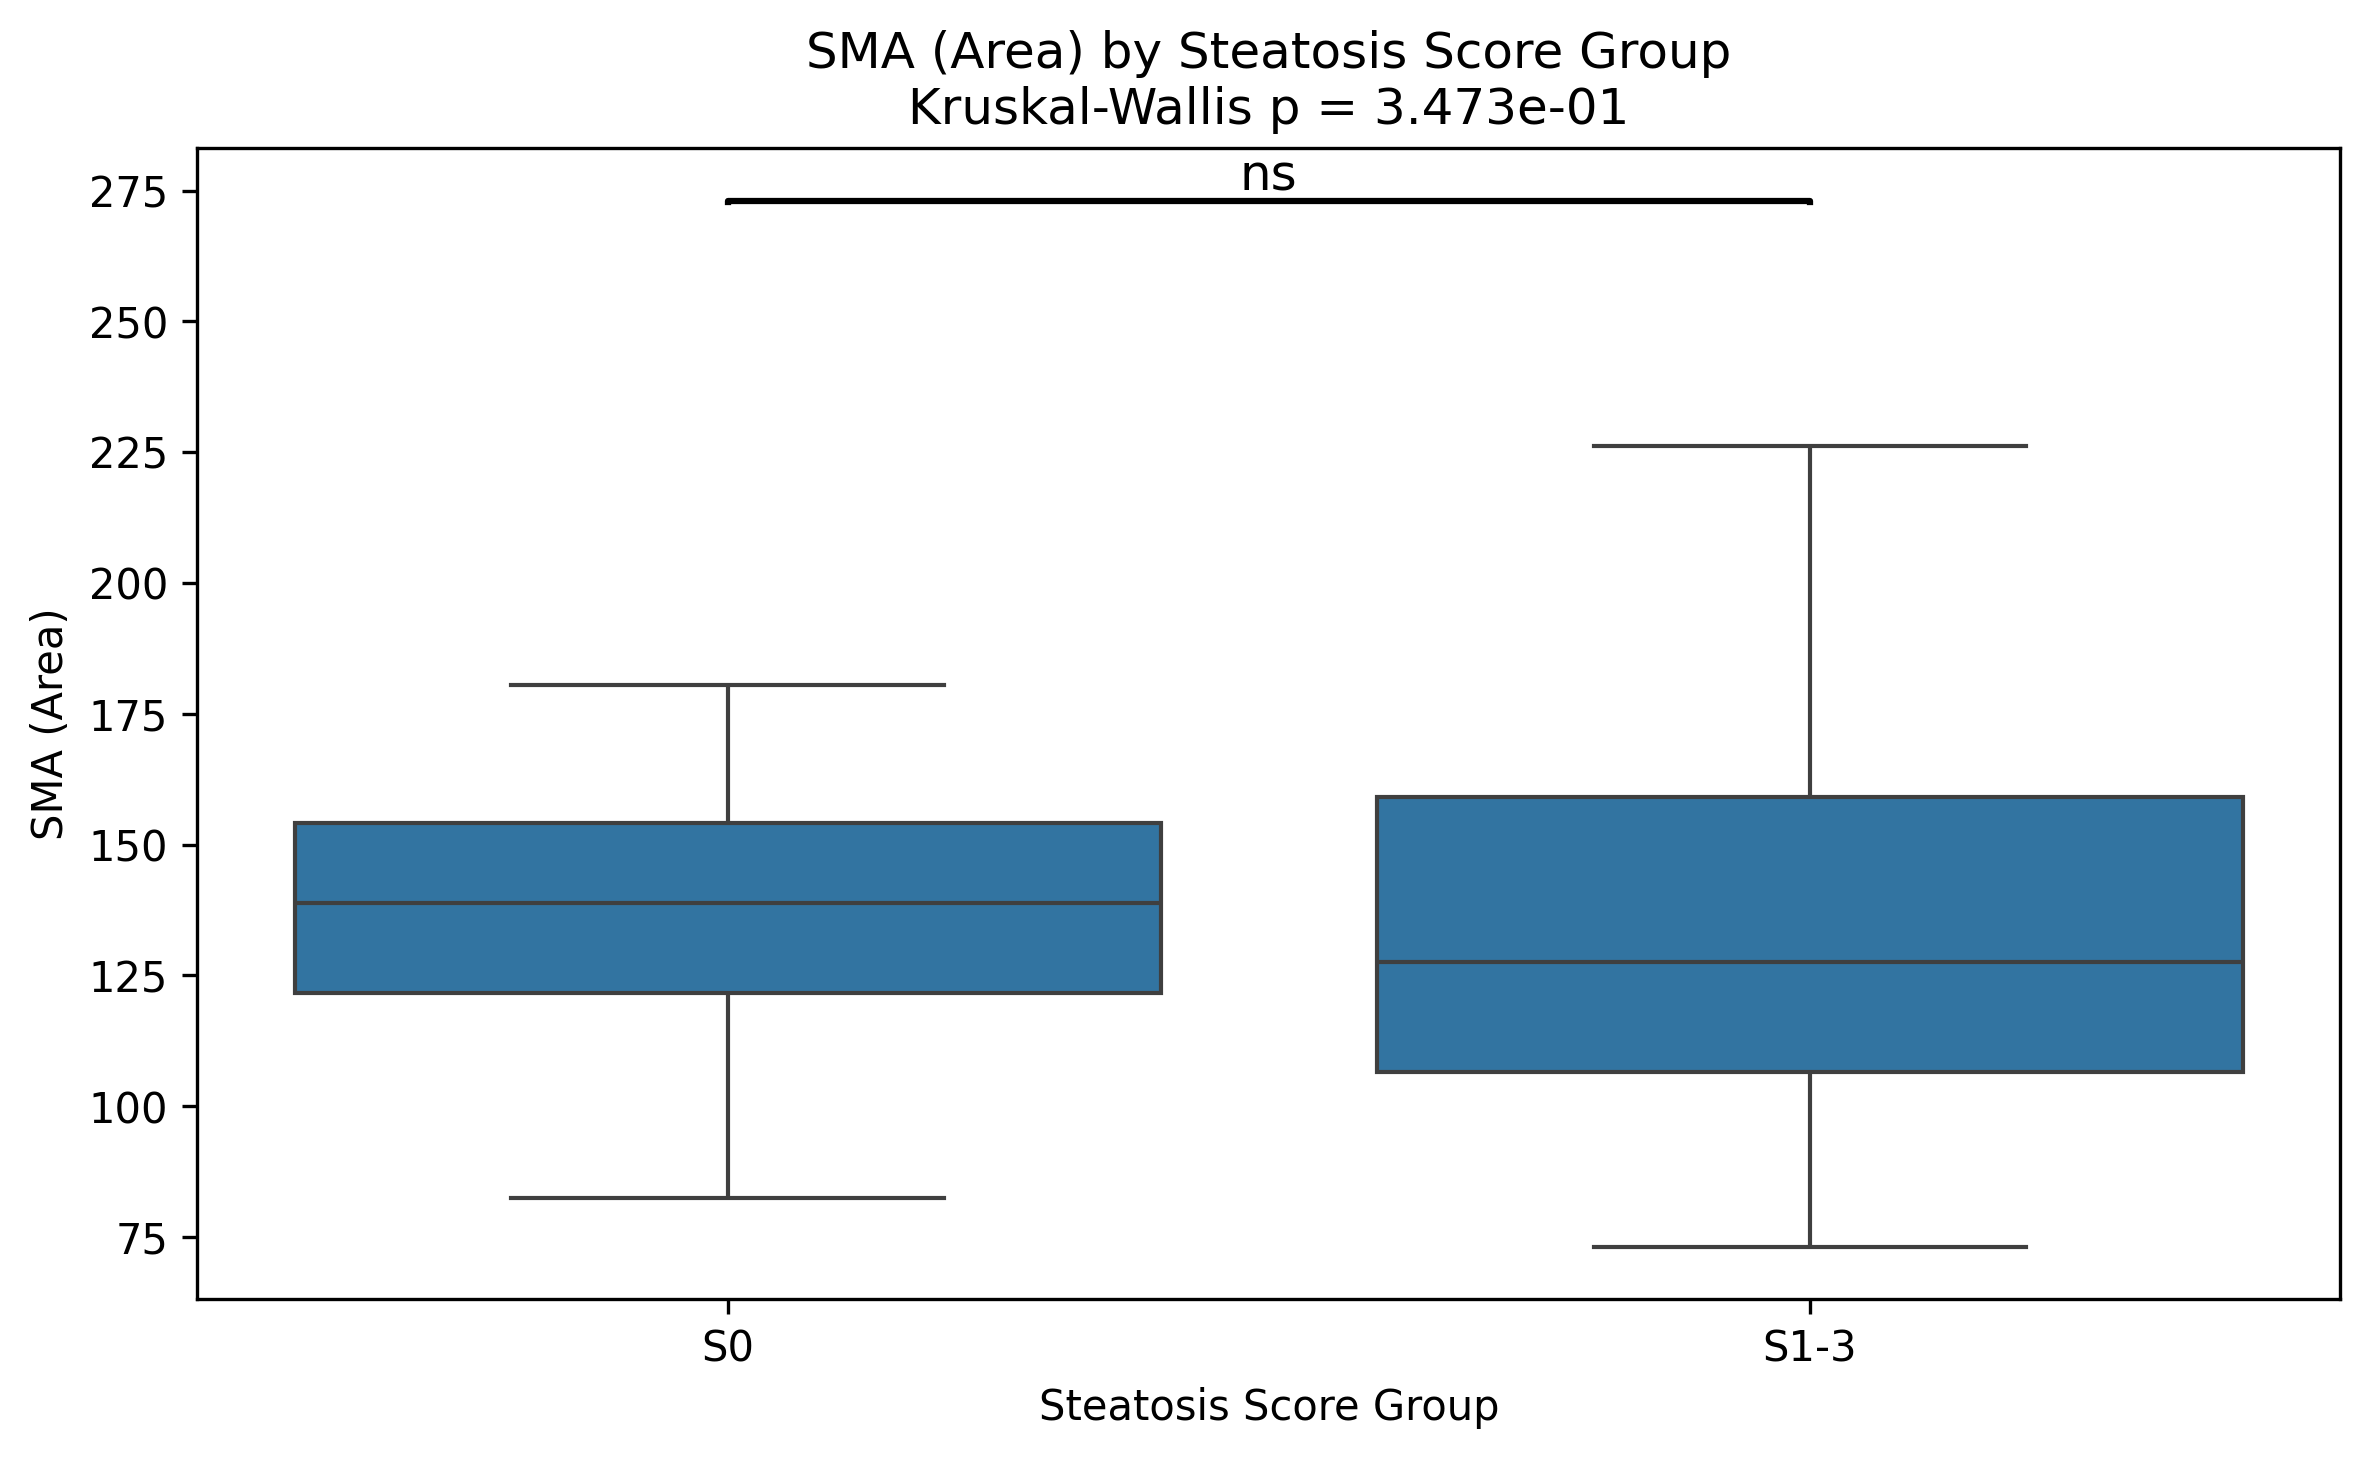 SMA (Area) by Steatosis Score Group
Kruskal-Wallis p = 3.473e-01
ns
275
250
225
200
175
150
125
100
75
SMA (Area)
S0
S1-3
Steatosis Score Group